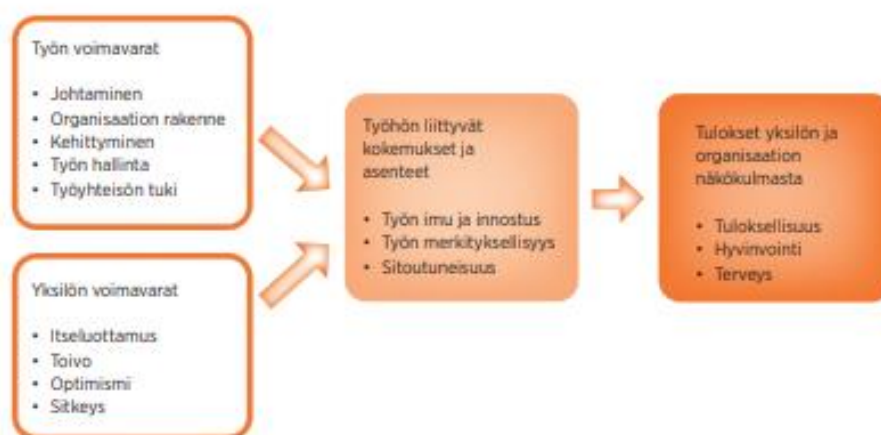 Työn voimavarat
• Johtaminen
• Organisaation rakenne
• Kehittyminen
• Työn hallinta
• Työyhteisön tuki
Yksilön voimavarat
• Itseluottamus
• Toivo
• Optimismi
• Sitkeys
Työhön liittyvät
kokemukset ja
asenteet
• Työn imu ja innostus
• Työn merkityksellisyys
• Sitoutuneisuus
Tulokset yksilön ja
organisaation
näkökulmasta
• Tuloksellisuus
• Hyvinvointi
• Terveys